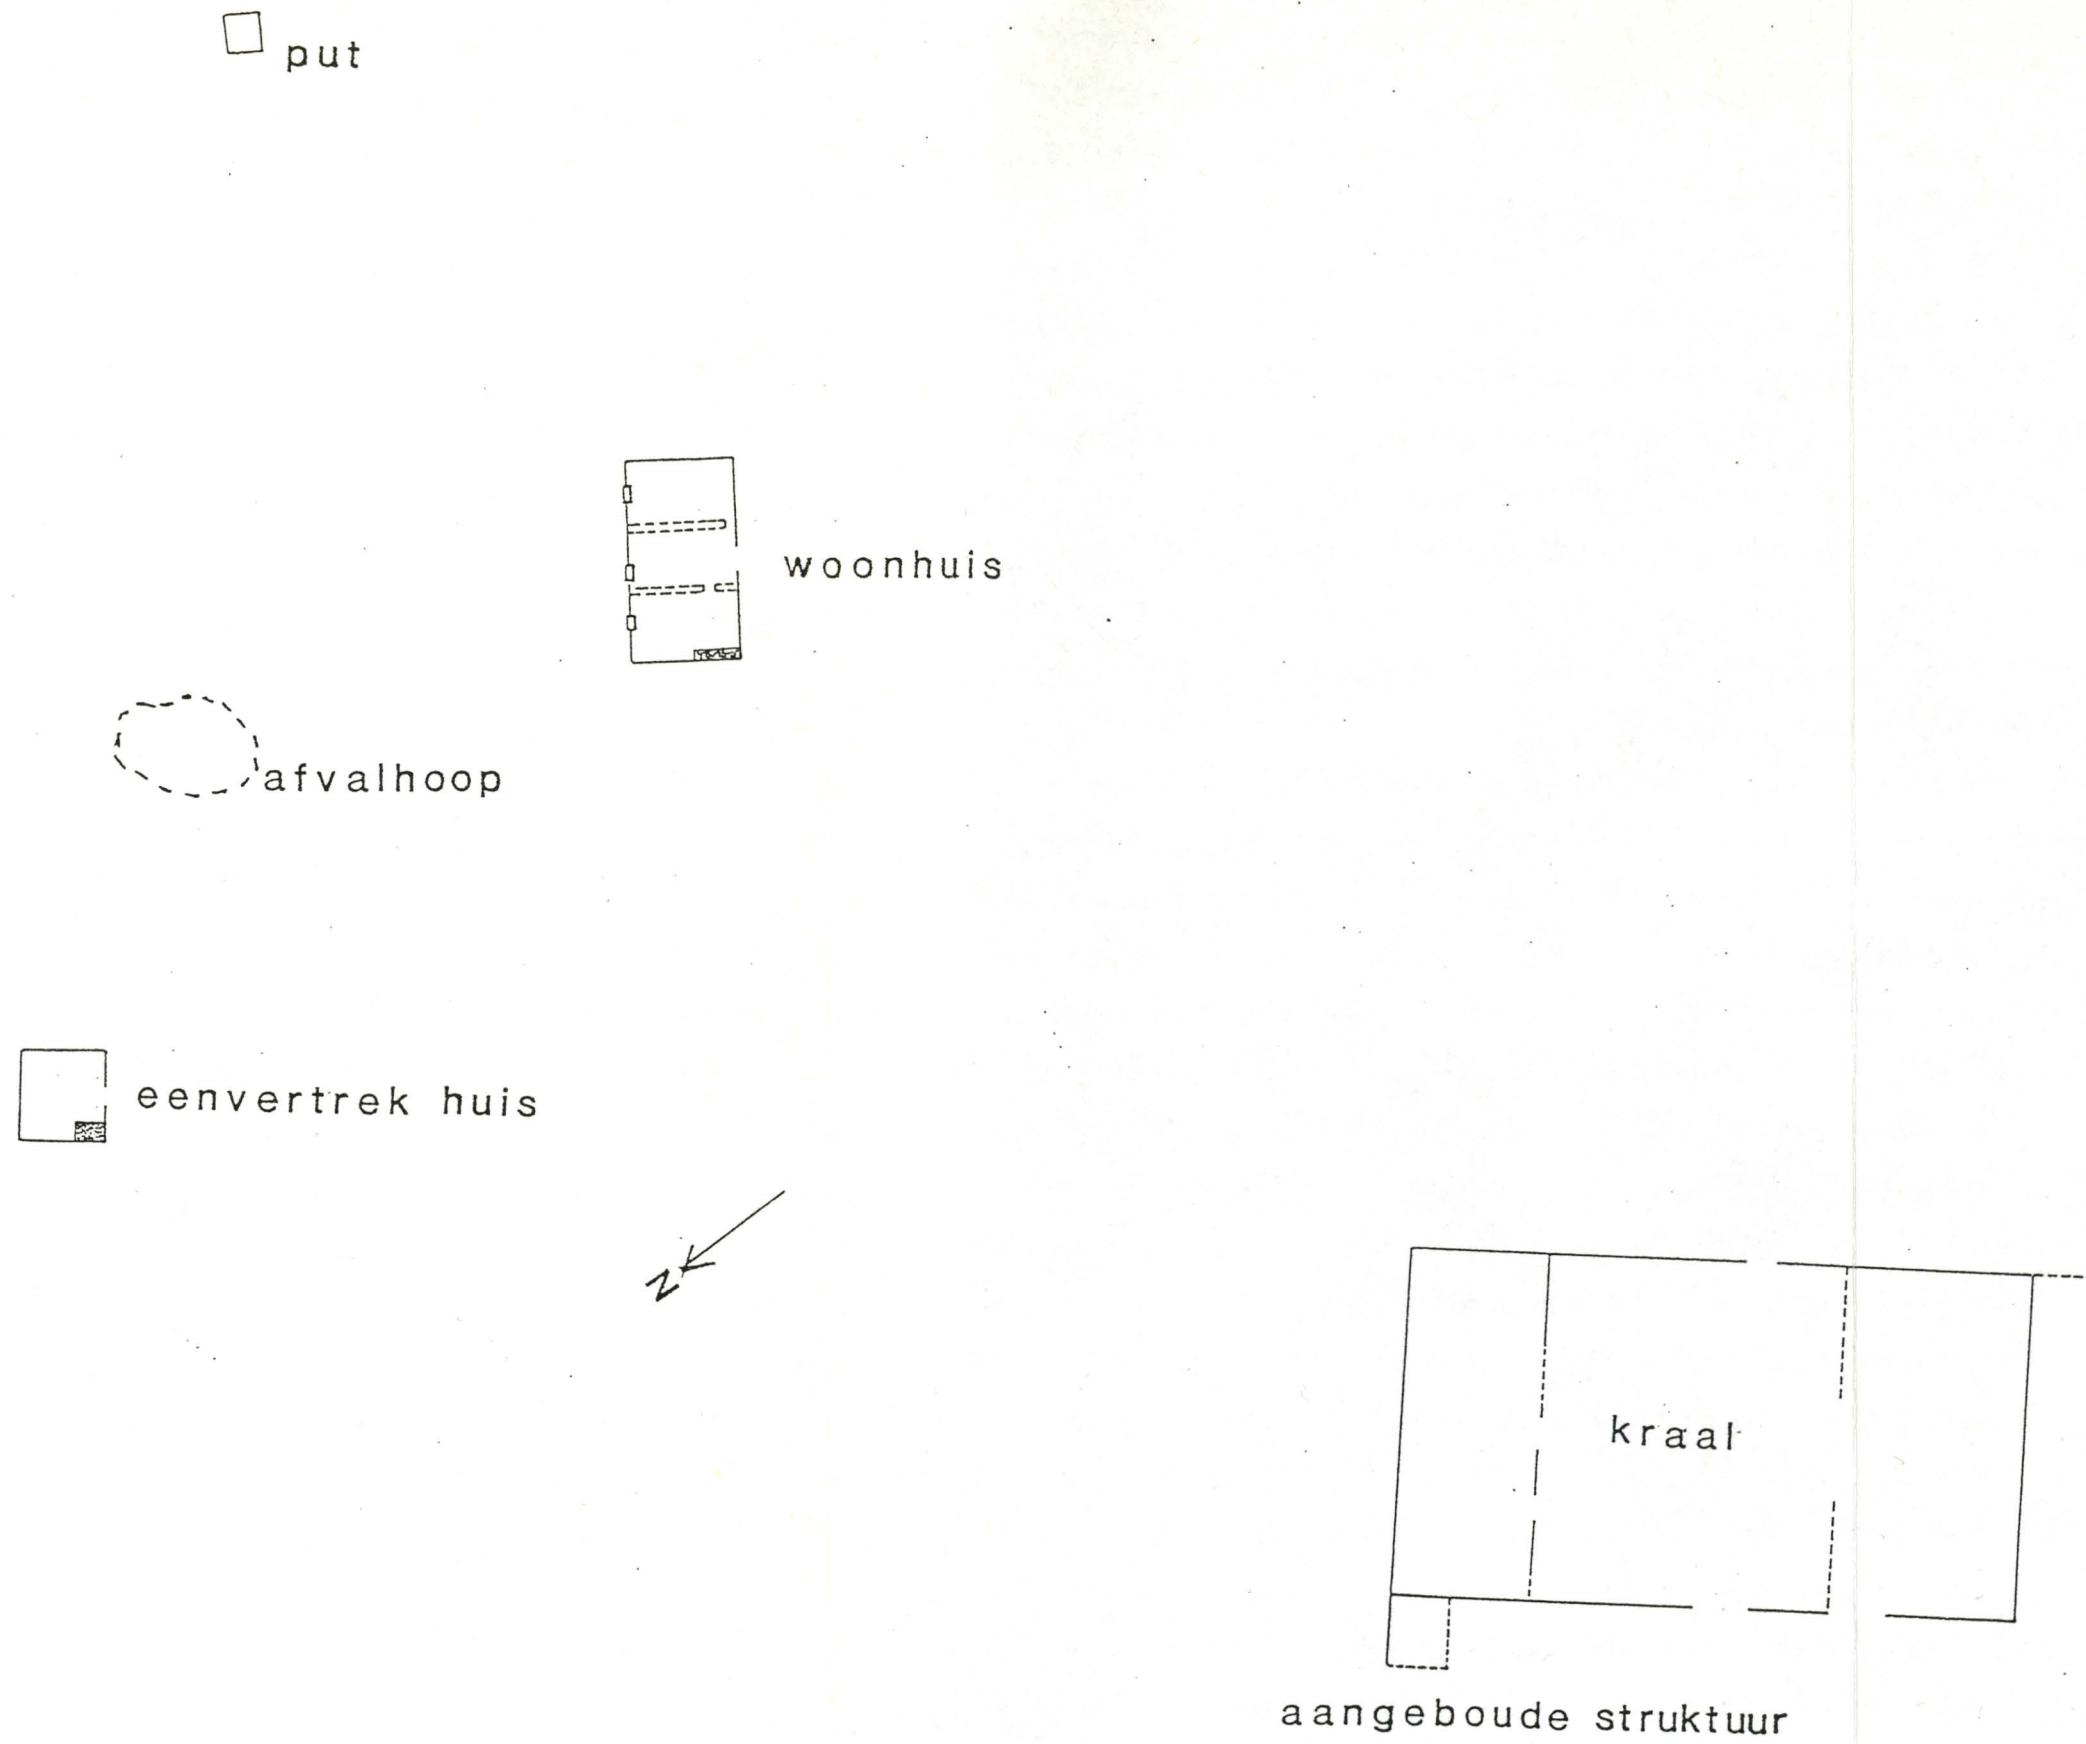 put
woonhuis
afvalhoop
eenvertrek huis
N
kraal
aangeboude struktuur